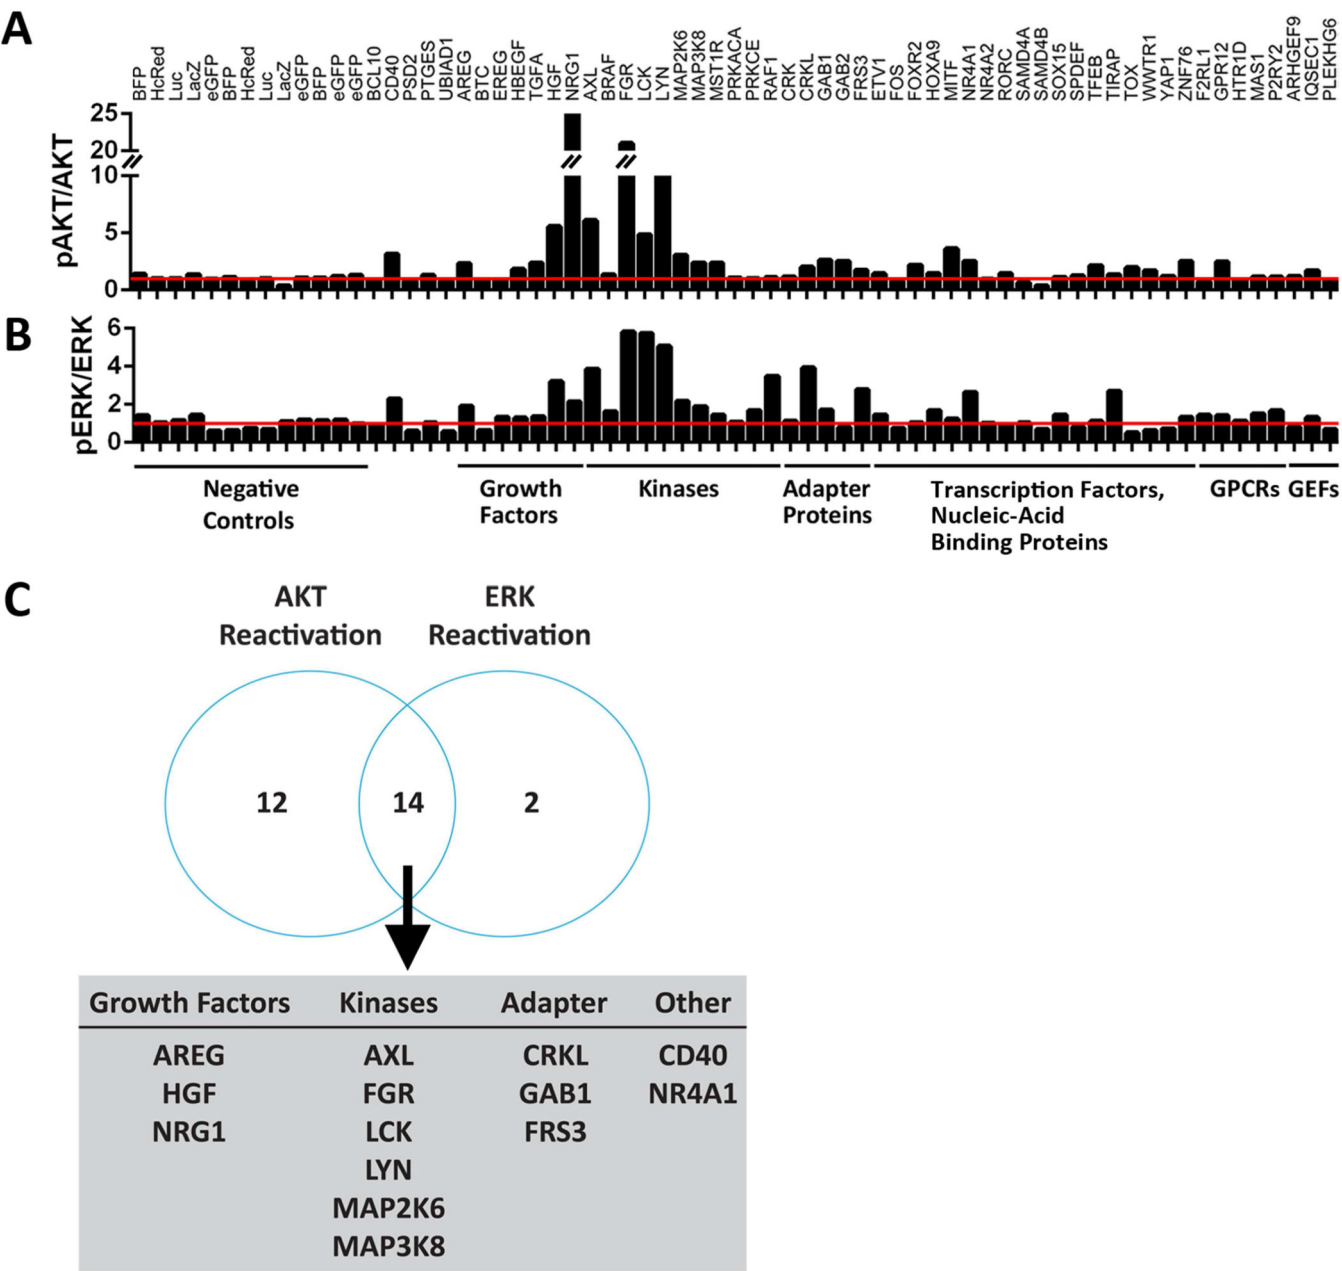 A
BFP HcRed Luc LacZ eGFP BFP HcRed Luc LacZ eGFP BFP eGFP eGFP BCL10 CD40 PSD2 PTGES UBIAD1 AREG BTC EREG HBEGF TGFA HGF NRG1 AXL BRAF FGR LCK LYN MAP2K6 MAP3K8 MST1R PRKACA PRKCE RAF1 CRK CRKL GAB1 GAB2 FRS3 ETV1 FOS FOXR2 HOXA9 MITF NR4A1 NR4A2 RORC SAMD4A SAMD4B SOX15 SPDEF TFEB TIRAP TOX WWTR1 YAP1 ZNF76 F2RL1 GPR12 HTR1D MAS1 P2RY2 ARHGEF9 IQSEC1 PLEKHG6
pAKT/AKT
25
20
10
5
0
B
pERK/ERK
6
4
2
0
Negative
Controls
Growth
Factors
Kinases
Adapter
Proteins
Transcription Factors,
Nucleic-Acid
Binding Proteins
GPCRs GEFs
C
AKT
Reactivation
ERK
Reactivation
12 14 2
Growth Factors Kinases Adapter Other
AREG AXL CRKL CD40
HGF FGR GAB1 NR4A1
NRG1 LCK FRS3
LYN
MAP2K6
MAP3K8